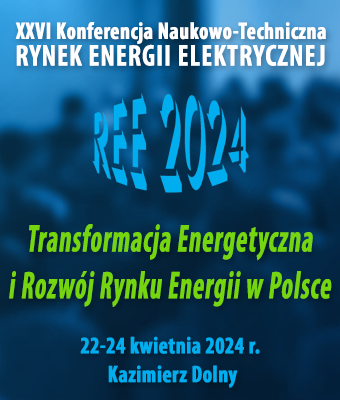 XXVI Konferencja Naukowo-Techniczna
RYNEK ENERGII ELEKTRYCZNEJ
REE 2024
Transformacja Energetyczna
i Rozwój Rynku Energii w Polsce
22-24 kwietnia 2024 r.
Kazimierz Dolny